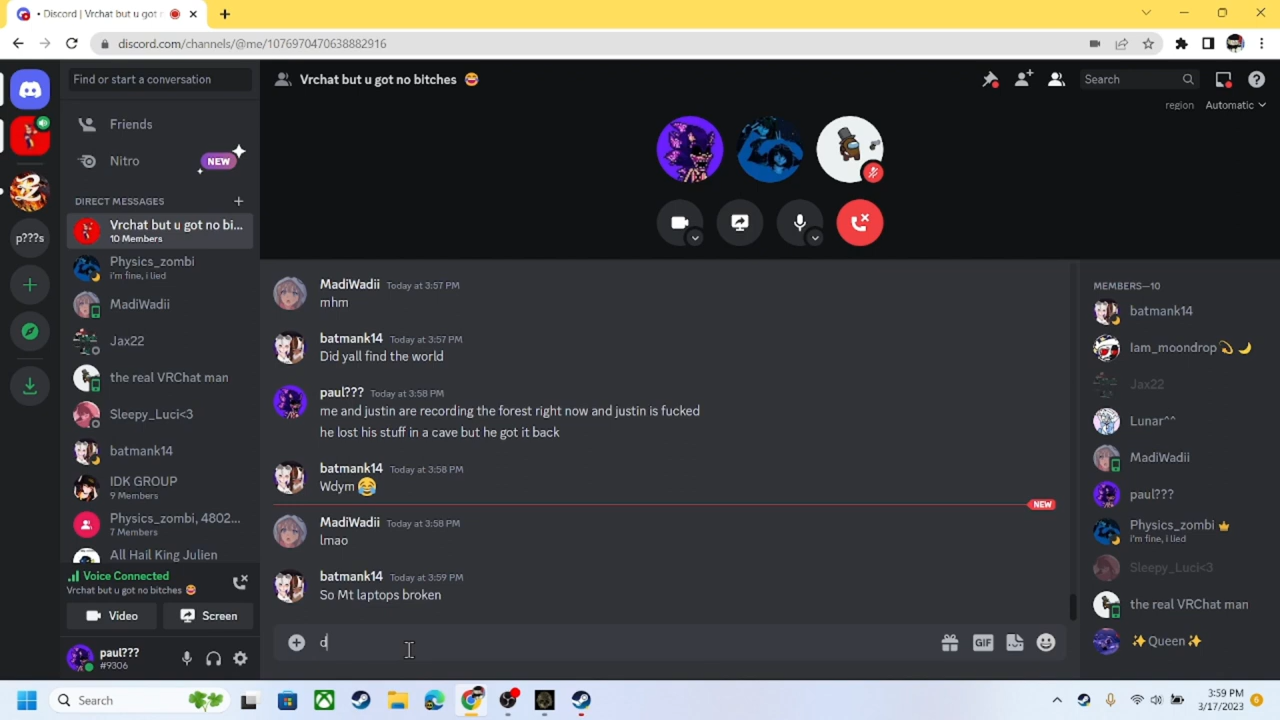 • Discord | Vrchat but u got n
discord.com/channels/@me/1076970470638882916
Find or start a conversation
Friends
Nitro
NEW
DIRECT MESSAGES
Vrchat but u got no bi...
10 Members
Physics_zombi
i'm fine, i lied
MadiWadii
Jax22
the real VRChat man
Sleepy_Luci<3
batmank14
IDK GROUP
9 Members
Physics_zombi, 4802...
7 Members
All Hail King Julien
p???s
Voice Connected
Vrchat but u got no bitches 😂
Video
Screen
paul???
#9306
Vrchat but u got no bitches 😂
Search
region Automatic
MadiWadii Today at 3:57 PM
mhm
batmank14 Today at 3:57 PM
Did yall find the world
paul??? Today at 3:58 PM
me and justin are recording the forest right now and justin is fucked
he lost his stuff in a cave but he got it back
batmank14 Today at 3:58 PM
Wdym 😂
NEW
MadiWadii Today at 3:58 PM
lmao
batmank14 Today at 3:59 PM
So Mt laptops broken
d
GIF
MEMBERS—10
batmank14
Iam_moondrop💫🌙
Jax22
Lunar^^
MadiWadii
paul???
Physics_zombi
i'm fine, i lied
Sleepy_Luci<3
the real VRChat man
✨Queen✨
Search
3:59 PM
3/17/2023
6